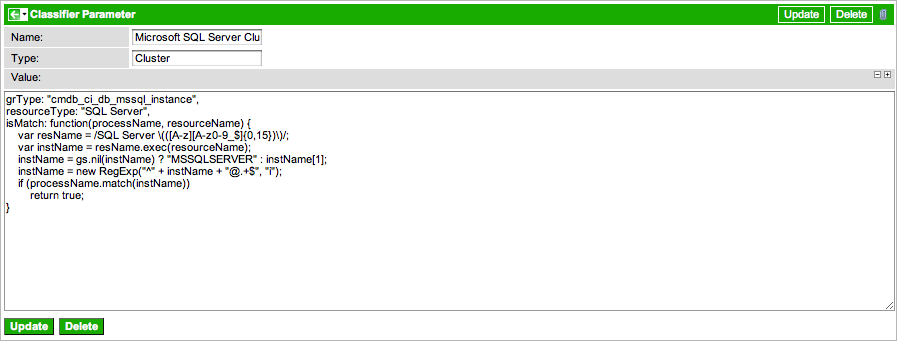 Classifier Parameter Update Delete
Name: Microsoft SQL Server Clu
Type: Cluster
Value:
grType: "cmdb_ci_db_mssql_instance",
resourceType: "SQL Server",
isMatch: function(processName, resourceName) {
    var resName = /SQL Server \(([A-z][A-z0-9_$]{0,15})\)/;
    var instName = resName.exec(resourceName);
    instName = gs.nil(instName) ? "MSSQLSERVER" : instName[1];
    instName = new RegExp("^" + instName + "@.+$", "i");
    if (processName.match(instName))
        return true;
}
Update Delete